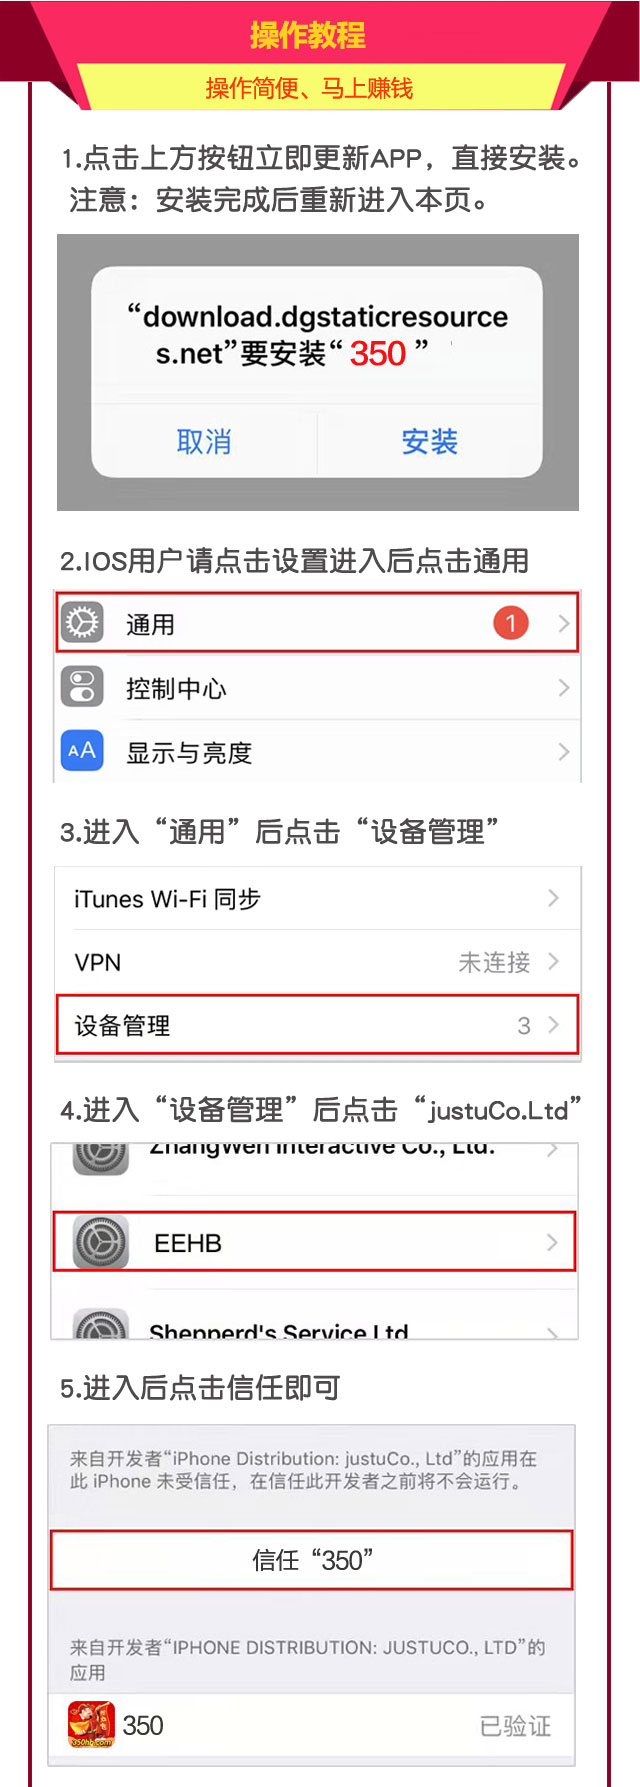 操作教程
操作简便、马上赚钱
1.点击上方按钮立即更新APP，直接安装。
注意：安装完成后重新进入本页。
“download.dgstaticresource
s.net”要安装“ 350 ”
取消 安装
2.IOS用户请点击设置进入后点击通用
通用 1
控制中心
AA 显示与亮度
3.进入“通用”后点击“设备管理”
iTunes Wi-Fi 同步
VPN 未连接
设备管理 3
4.进入“设备管理”后点击“justuCo.Ltd”
ZhangWen Interactive Co., Ltd.
EEHB
Shepperd's Service Ltd
5.进入后点击信任即可
来自开发者“iPhone Distribution: justuCo., Ltd”的应用在
此 iPhone 未受信任，在信任此开发者之前将不会运行。
信任“350”
来自开发者“IPHONE DISTRIBUTION: JUSTUCO., LTD”的
应用
350hb.com 350 已验证